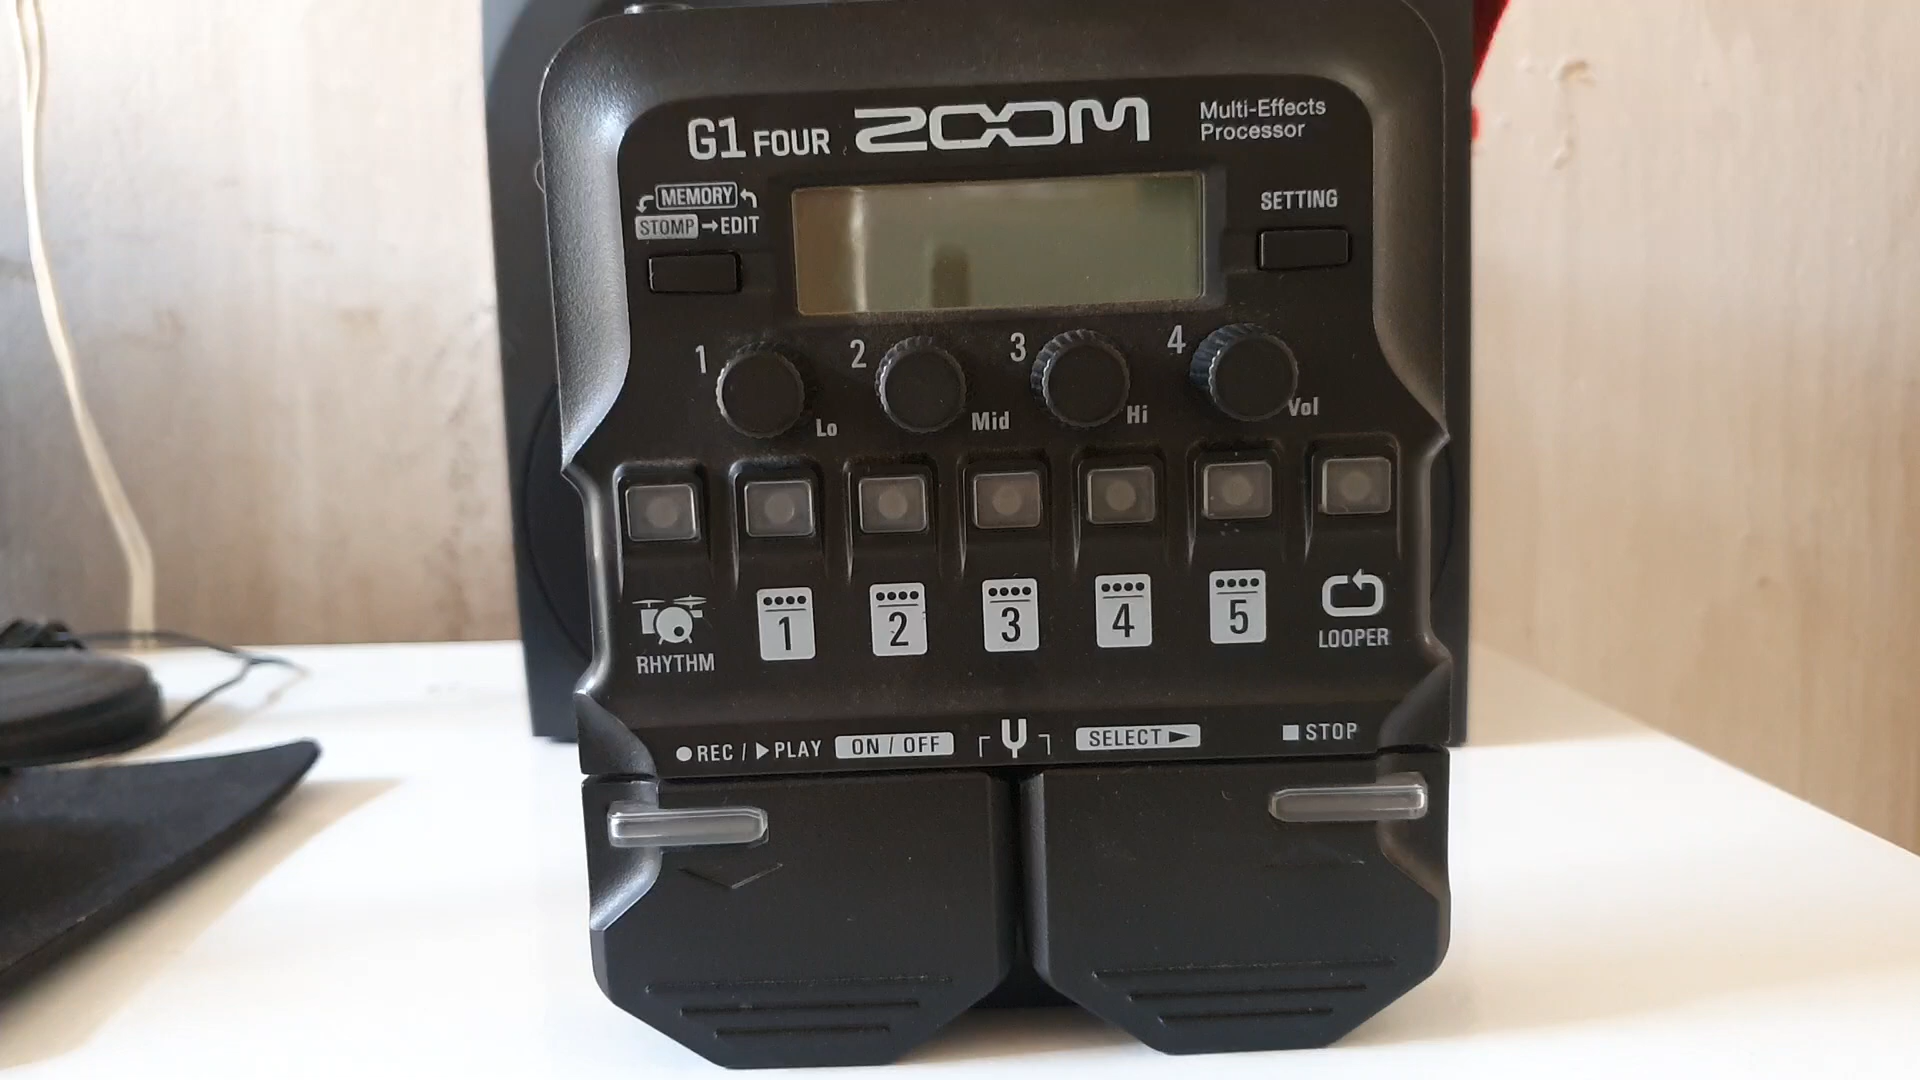 G1 FOUR ZOOM Multi-Effects
Processor
MEMORY
STOMP → EDIT
SETTING
1 2 3 4
Lo Mid Hi Vol
1 2 3 4 5
RHYTHM LOOPER
●REC / ▶PLAY ON / OFF SELECT ► ■ STOP